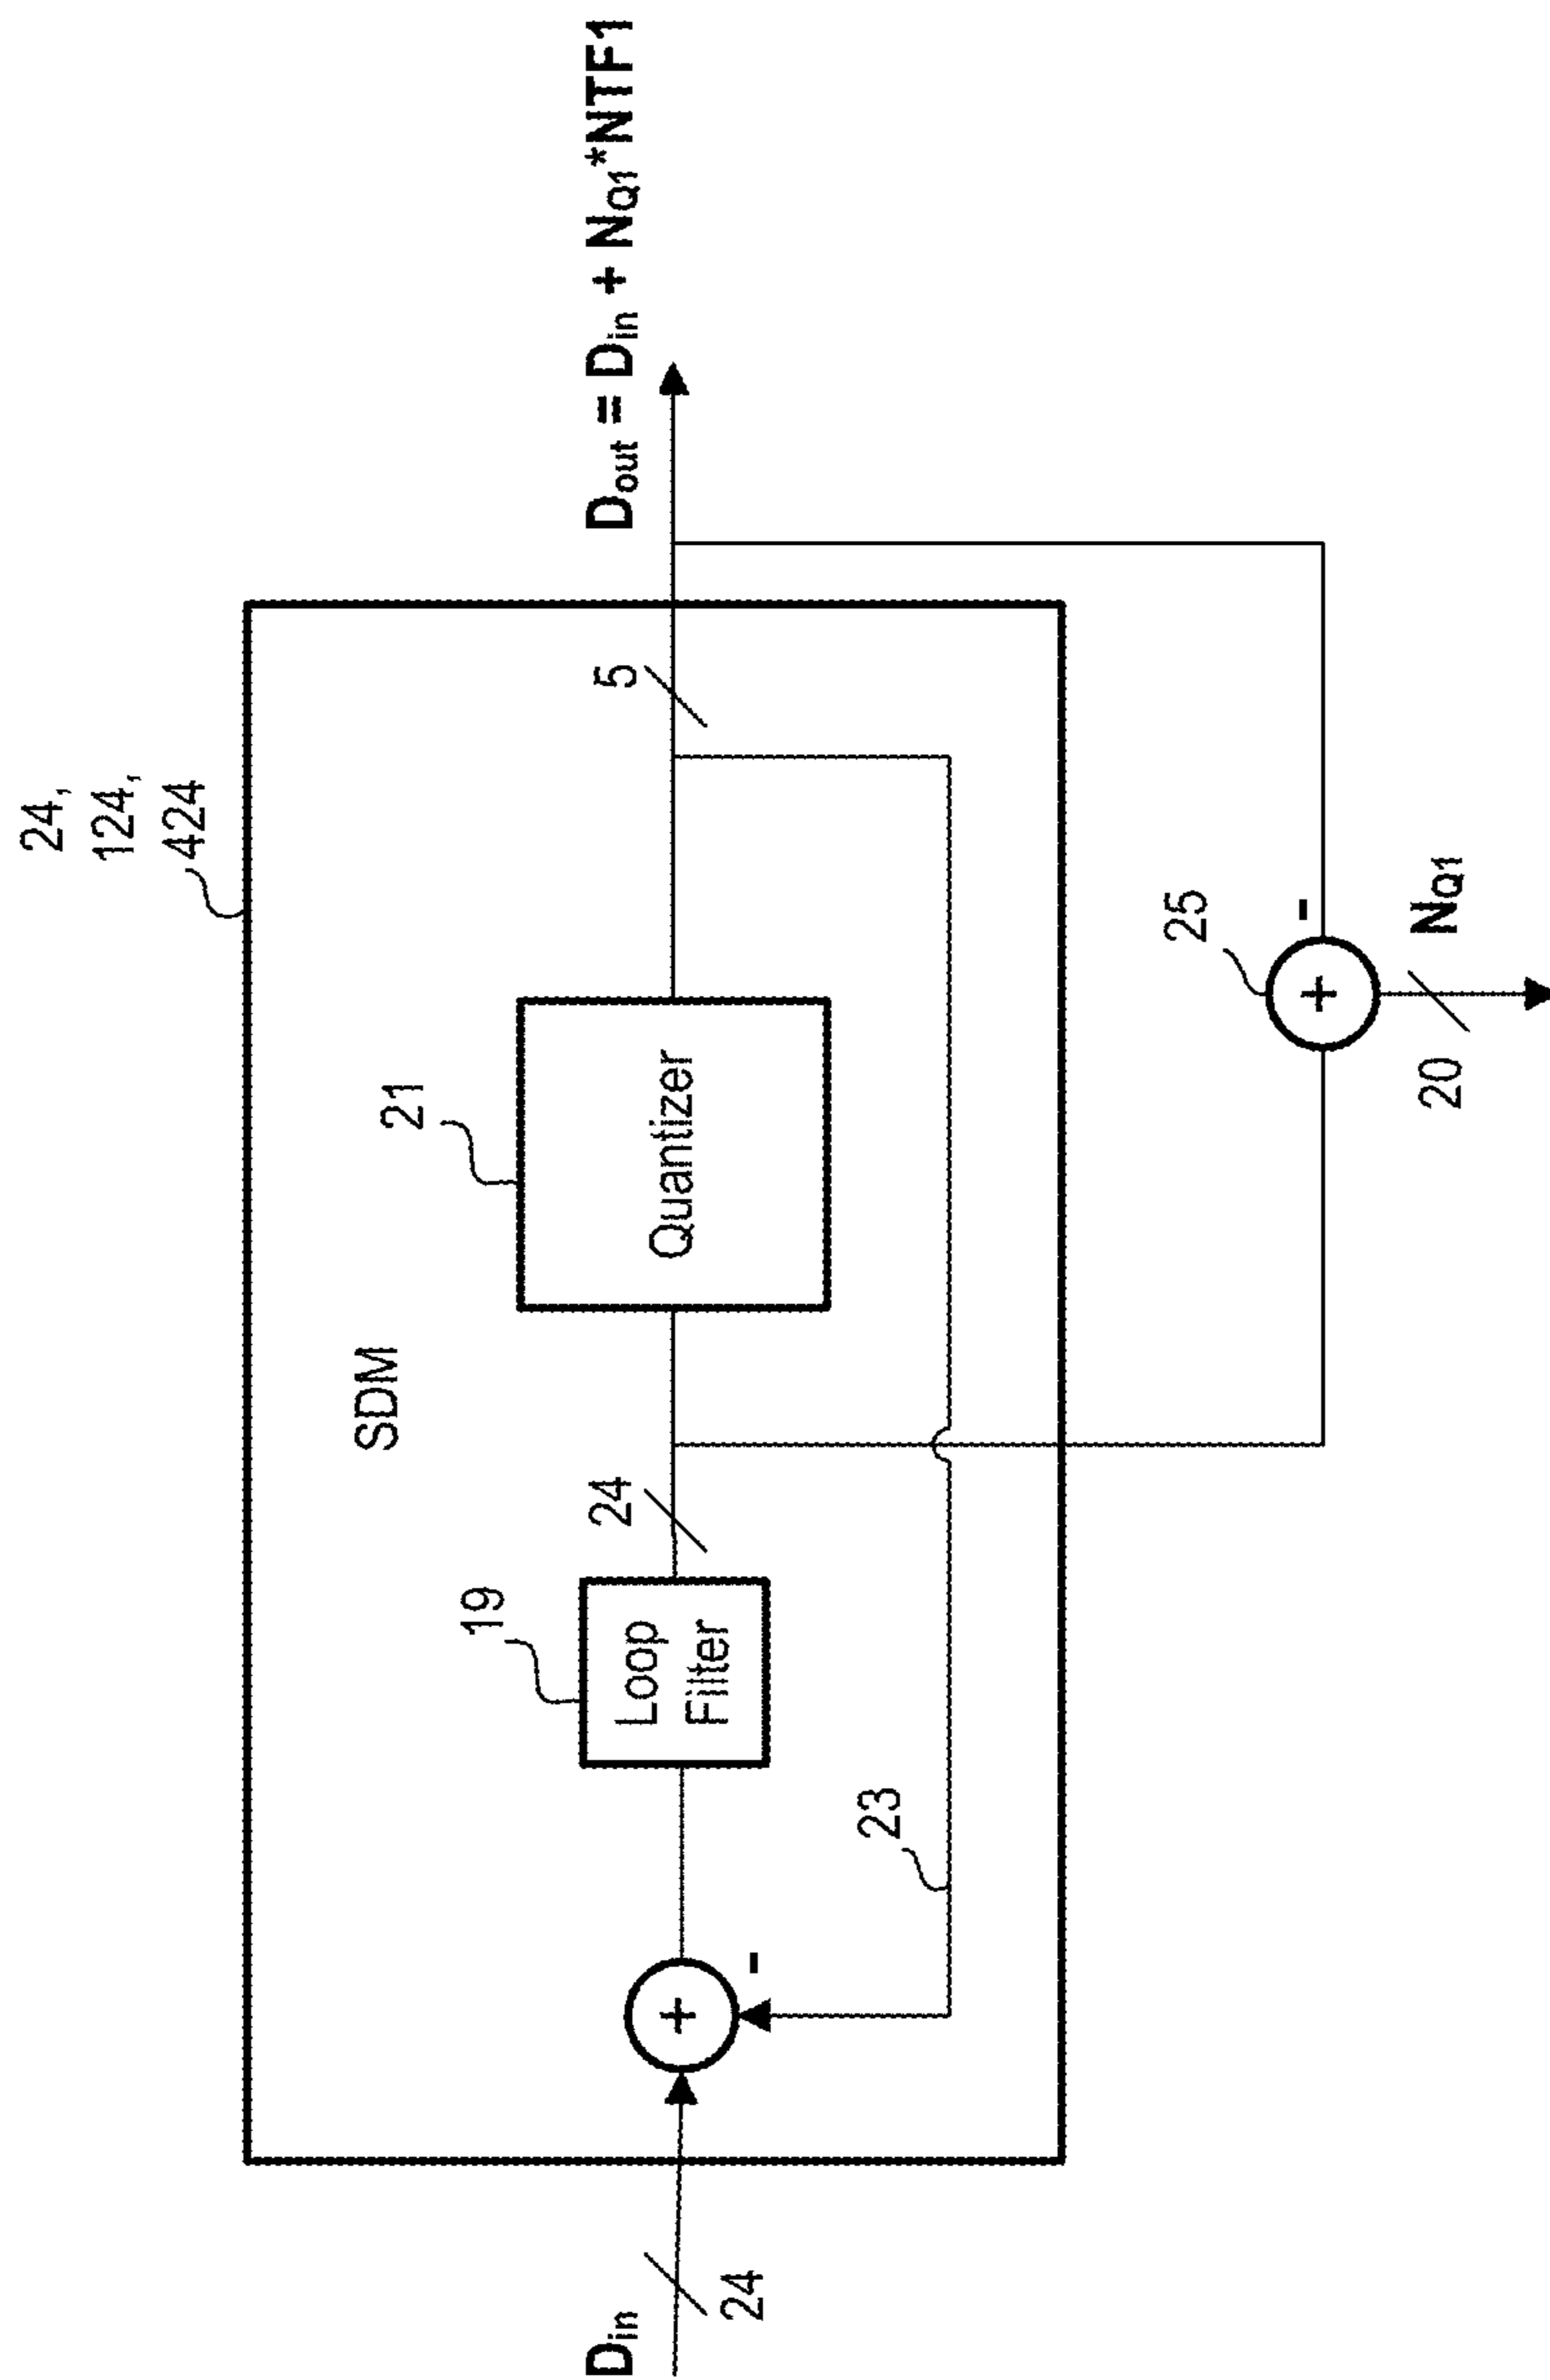 24,
124,
424
SDM
D_in
24
19
Loop
Filter
24
21
Quantizer
5
D_out = D_in + N_Q1*NTF1
23
25
+
-
+
-
20
N_Q1